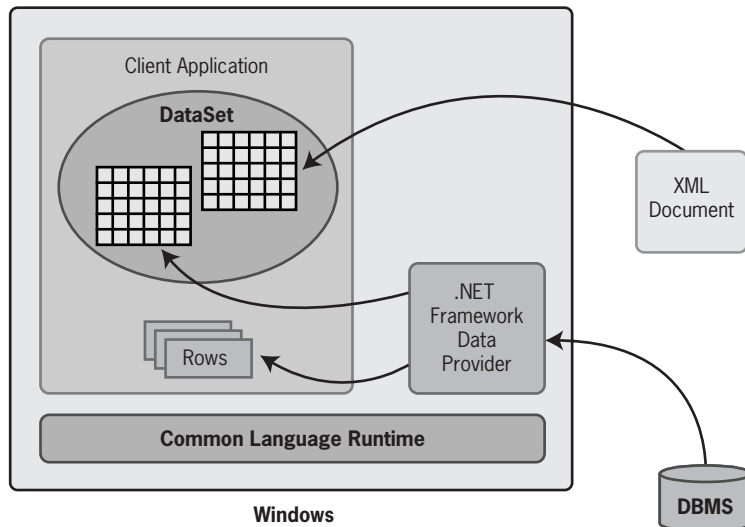 Client Application
DataSet
XML
Document
.NET
Framework
Data
Provider
Rows
Common Language Runtime
Windows
DBMS